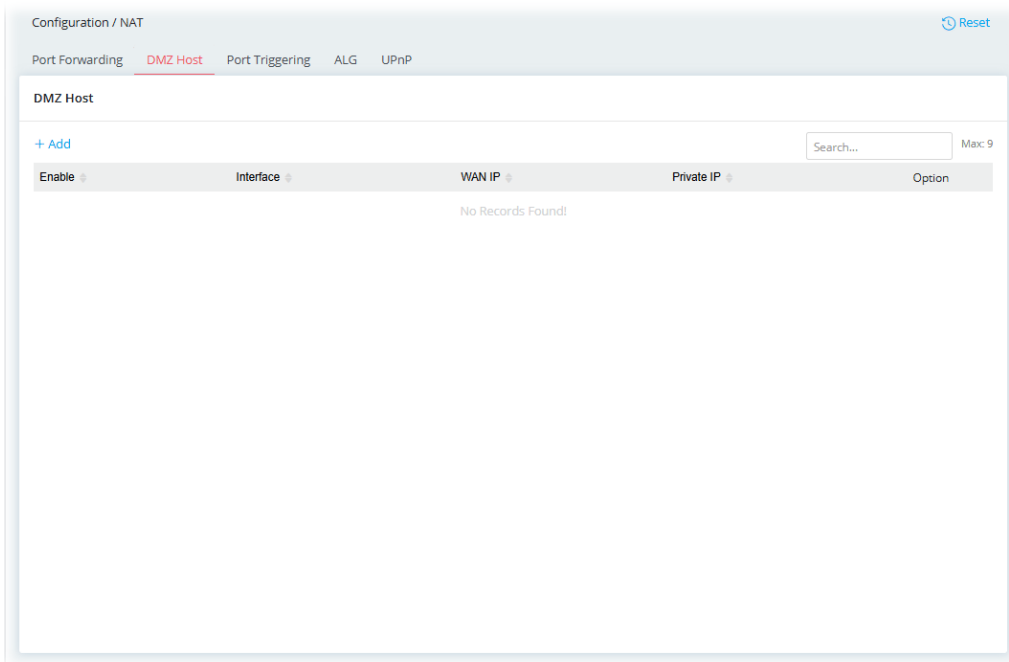 Configuration / NAT Reset
Port Forwarding DMZ Host Port Triggering ALG UPnP
DMZ Host
+ Add Search... Max: 9
Enable Interface WAN IP Private IP Option
No Records Found!